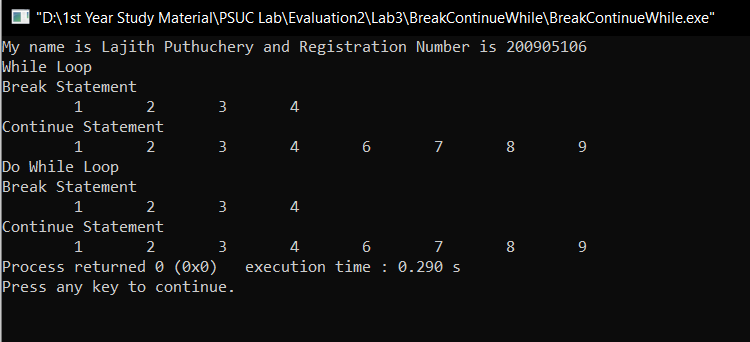 "D:\1st Year Study Material\PSUC Lab\Evaluation2\Lab3\BreakContinueWhile\BreakContinueWhile.exe"
My name is Lajith Puthuchery and Registration Number is 200905106
While Loop
Break Statement
        1       2       3       4
Continue Statement
        1       2       3       4       6       7       8       9
Do While Loop
Break Statement
        1       2       3       4
Continue Statement
        1       2       3       4       6       7       8       9
Process returned 0 (0x0)   execution time : 0.290 s
Press any key to continue.